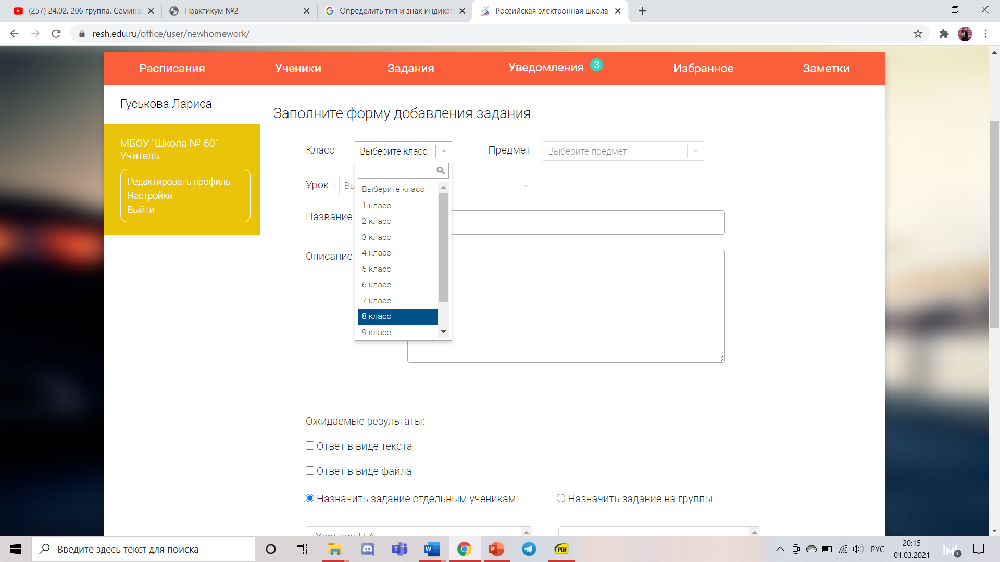 (257) 24.02. 206 группа. Семина
Практикум №2
Определить тип и знак индикат
Российская электронная школа
resh.edu.ru/office/user/newhomework/
Расписания
Ученики
Задания
Уведомления 3
Избранное
Заметки
Гуськова Лариса
МБОУ "Школа № 60"
Учитель
Редактировать профиль
Настройки
Выйти
Заполните форму добавления задания
Класс Выберите класс
Предмет Выберите предмет
Урок Вы
Выберите класс
1 класс
2 класс
3 класс
4 класс
5 класс
6 класс
7 класс
8 класс
9 класс
Название
Описание
Ожидаемые результаты:
Ответ в виде текста
Ответ в виде файла
Назначить задание отдельным ученикам:
Назначить задание на группы:
Введите здесь текст для поиска
PDF
РУС
20:15
01.03.2021
1